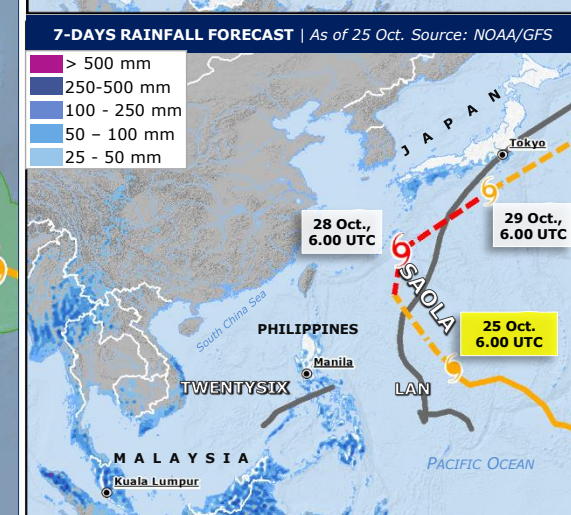 7-DAYS RAINFALL FORECAST | As of 25 Oct. Source: NOAA/GFS
> 500 mm
250-500 mm
100 - 250 mm
50 – 100 mm
25 - 50 mm
JAPAN
Tokyo
28 Oct.,
6.00 UTC
29 Oct.,
6.00 UTC
SAOLA
South China Sea
25 Oct.
6.00 UTC
PHILIPPINES
Manila
TWENTYSIX
LAN
MALAYSIA
PACIFIC OCEAN
Kuala Lumpur